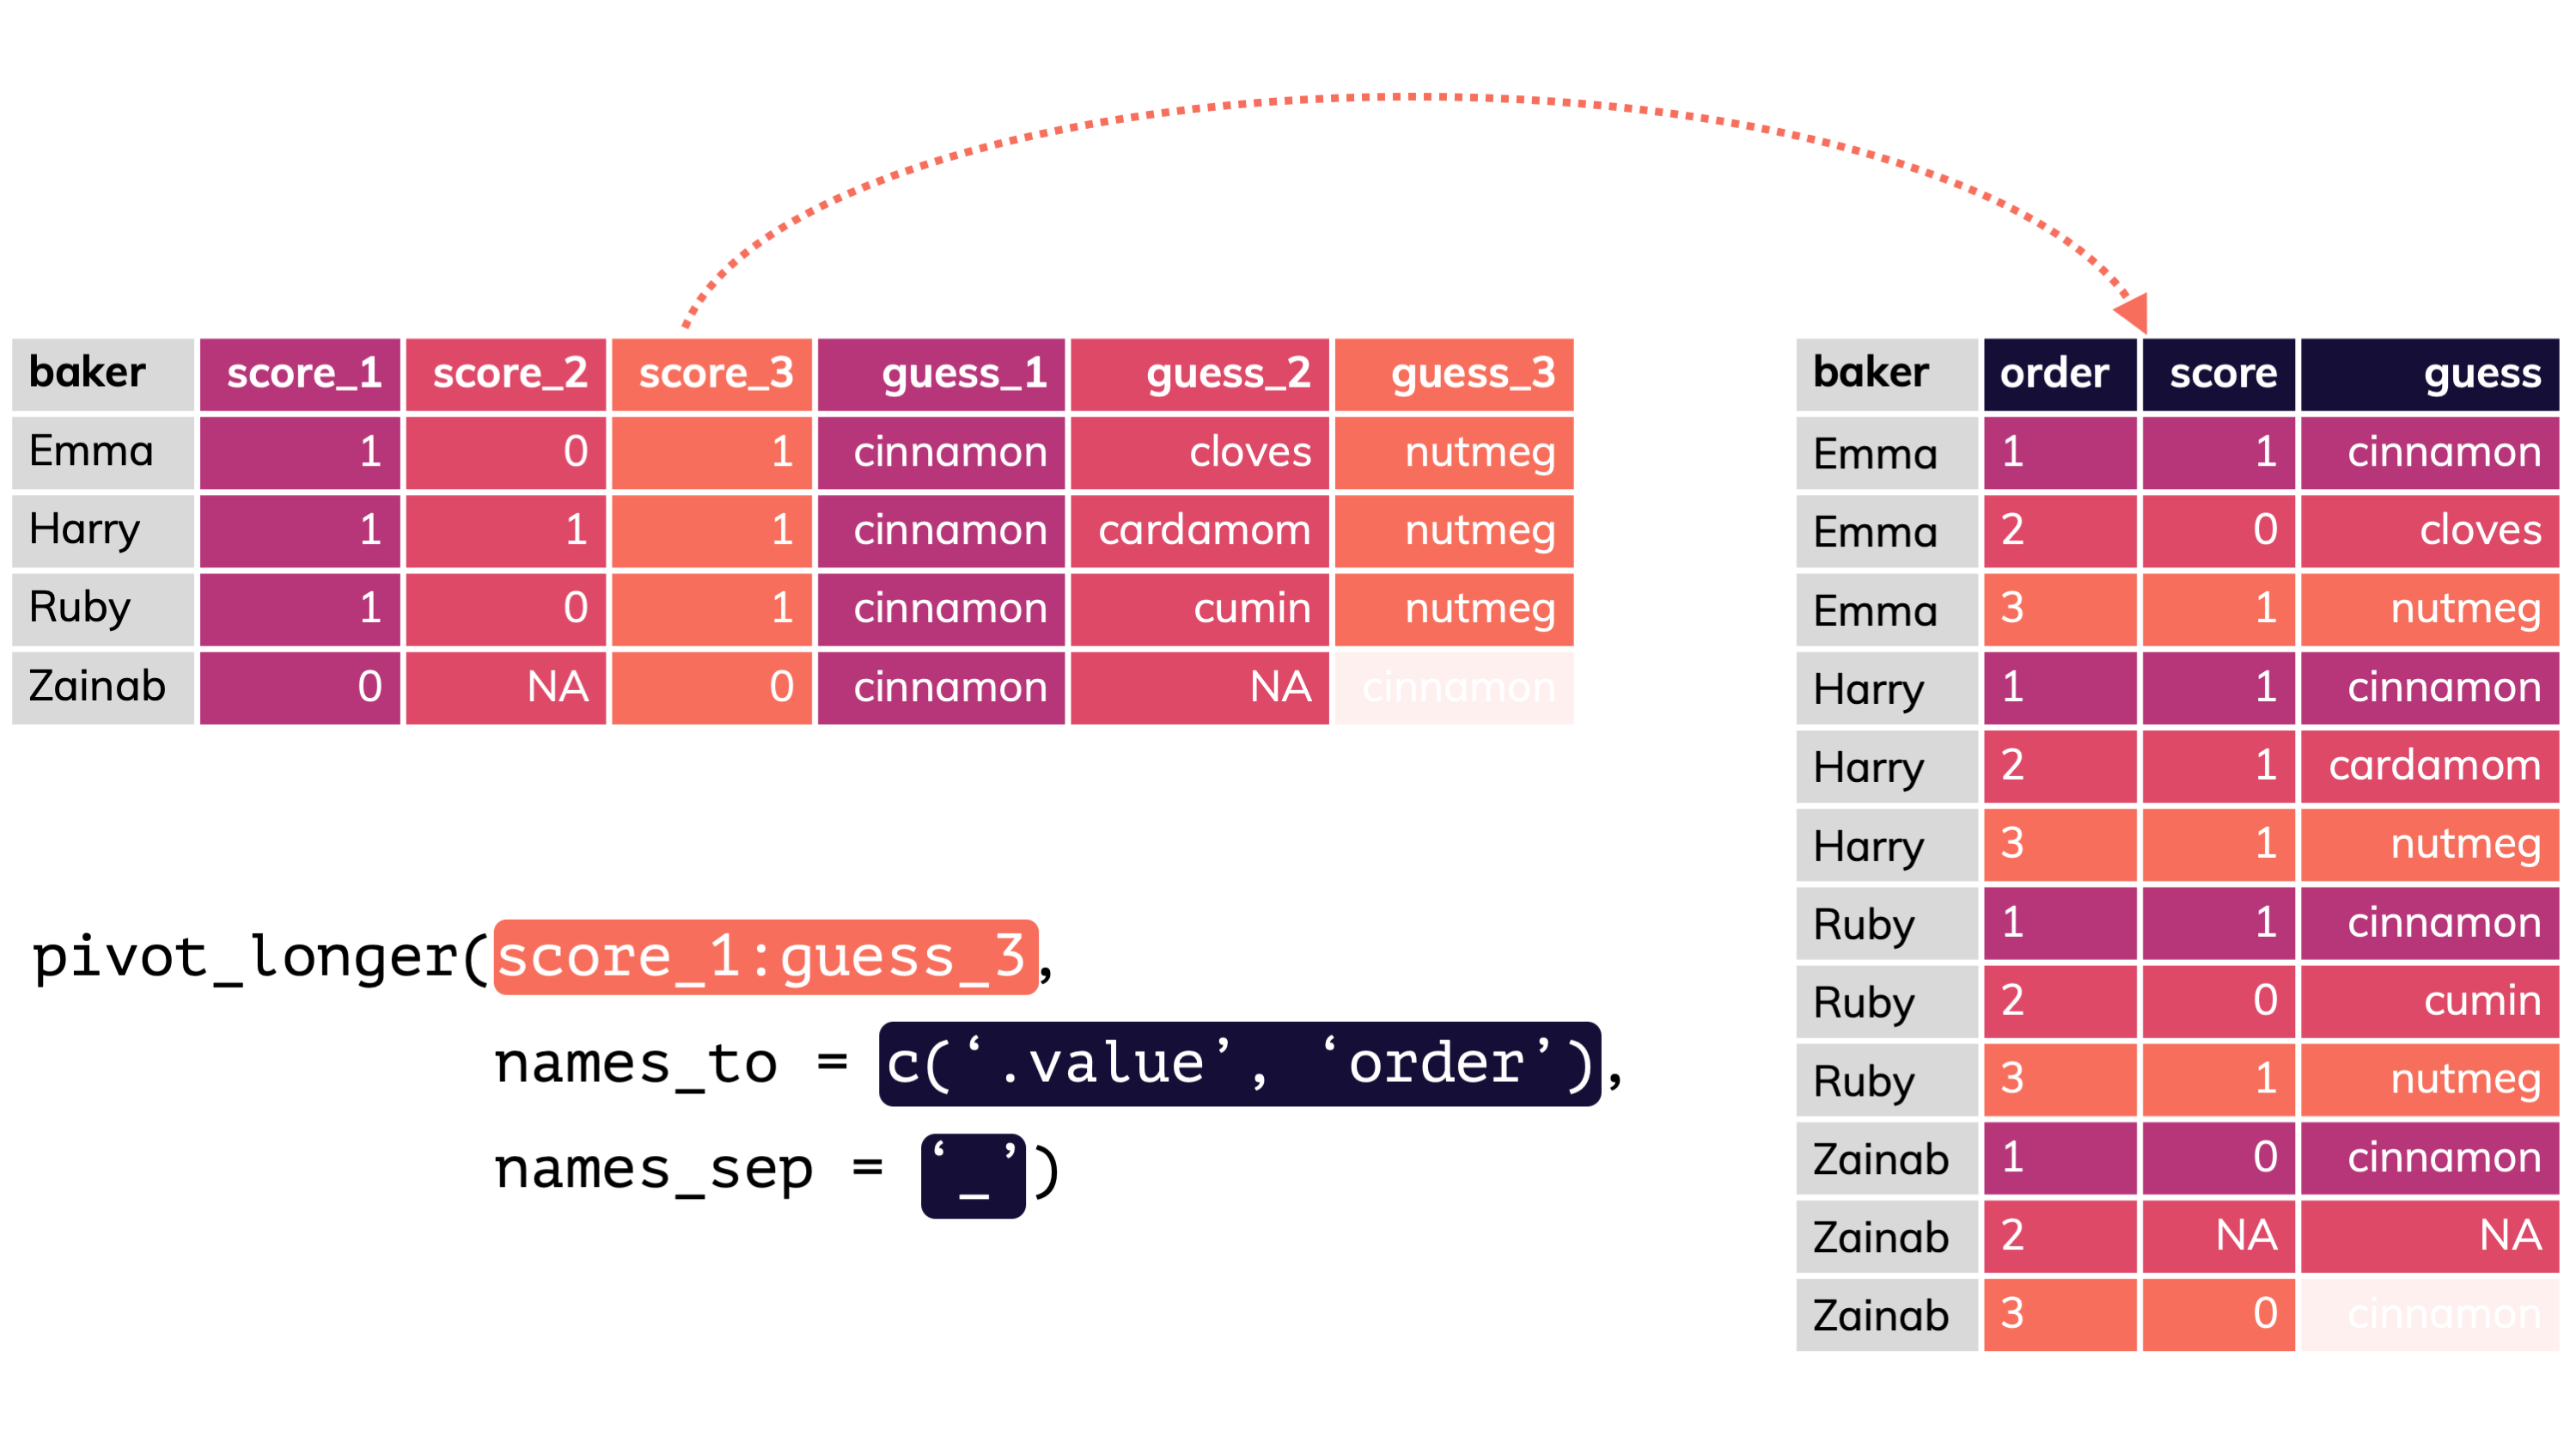 baker score_1 score_2 score_3 guess_1 guess_2 guess_3
Emma 1 0 1 cinnamon cloves nutmeg
Harry 1 1 1 cinnamon cardamom nutmeg
Ruby 1 0 1 cinnamon cumin nutmeg
Zainab 0 NA 0 cinnamon NA cinnamon
pivot_longer(score_1:guess_3,
names_to = c(‘.value’, ‘order’),
names_sep = ‘_’)
baker order score guess
Emma 1 1 cinnamon
Emma 2 0 cloves
Emma 3 1 nutmeg
Harry 1 1 cinnamon
Harry 2 1 cardamom
Harry 3 1 nutmeg
Ruby 1 1 cinnamon
Ruby 2 0 cumin
Ruby 3 1 nutmeg
Zainab 1 0 cinnamon
Zainab 2 NA NA
Zainab 3 0 cinnamon